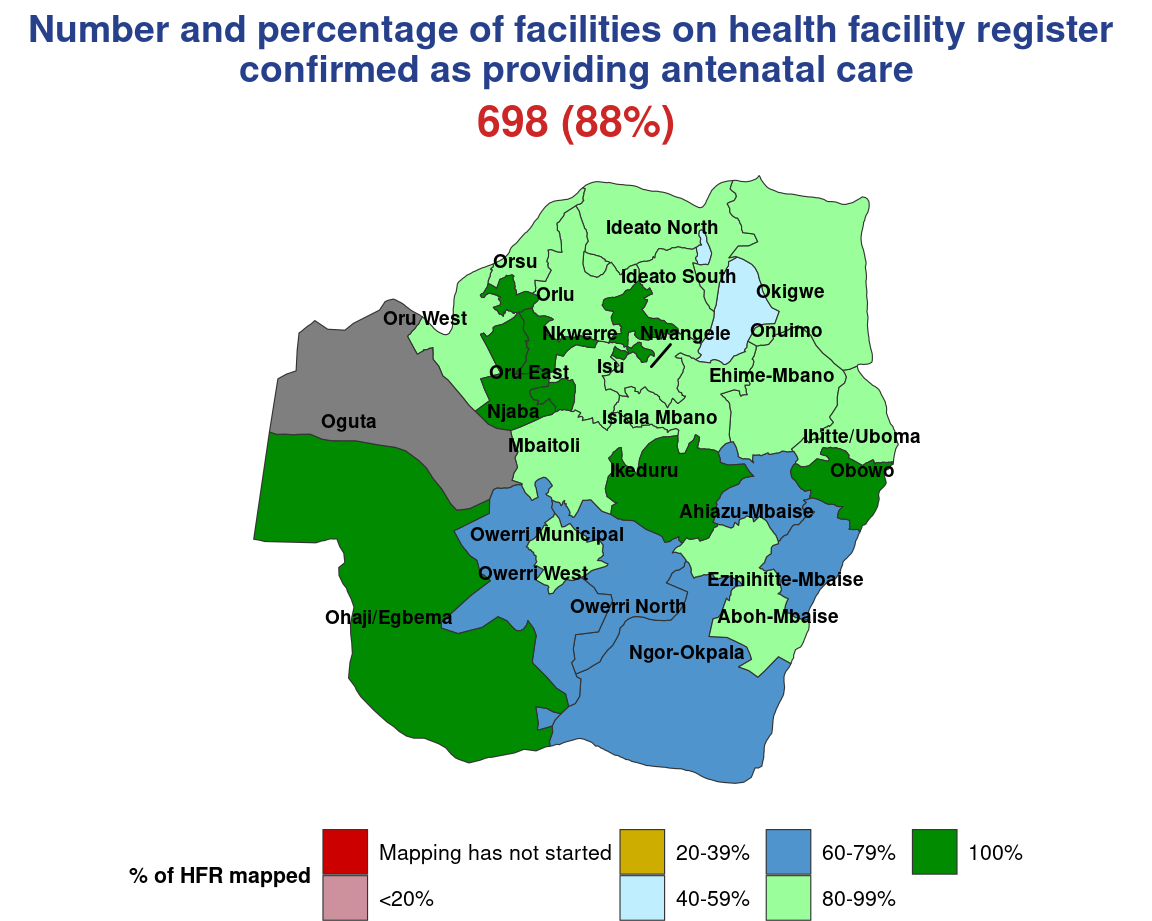 Number and percentage of facilities on health facility register
confirmed as providing antenatal care
698 (88%)
Ideato North
Orsu
Ideato South
Orlu
Okigwe
Oru West
Nkwerre
Nwangele
Onuimo
Isu
Oru East
Ehime-Mbano
Njaba
Isiala Mbano
Oguta
Ihitte/Uboma
Mbaitoli
Ikeduru
Obowo
Ahiazu-Mbaise
Owerri Municipal
Owerri West
Ezinihitte-Mbaise
Owerri North
Ohaji/Egbema
Aboh-Mbaise
Ngor-Okpala
% of HFR mapped
Mapping has not started
<20%
20-39%
40-59%
60-79%
80-99%
100%